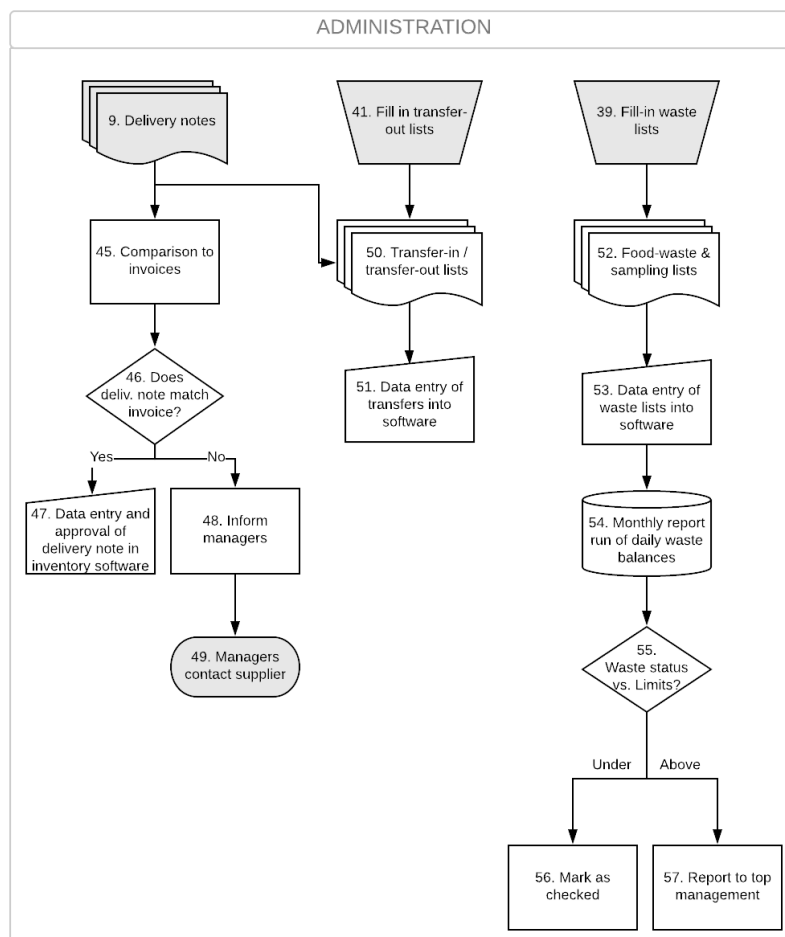 ADMINISTRATION
9. Delivery notes
41. Fill in transfer-
out lists
39. Fill-in waste
lists
45. Comparison to
invoices
50. Transfer-in /
transfer-out lists
52. Food-waste &
sampling lists
46. Does
deliv. note match
invoice?
51. Data entry of
transfers into
software
53. Data entry of
waste lists into
software
Yes
No
47. Data entry and
approval of
delivery note in
inventory software
48. Inform
managers
54. Monthly report
run of daily waste
balances
49. Managers
contact supplier
55.
Waste status
vs. Limits?
Under
Above
56. Mark as
checked
57. Report to top
management